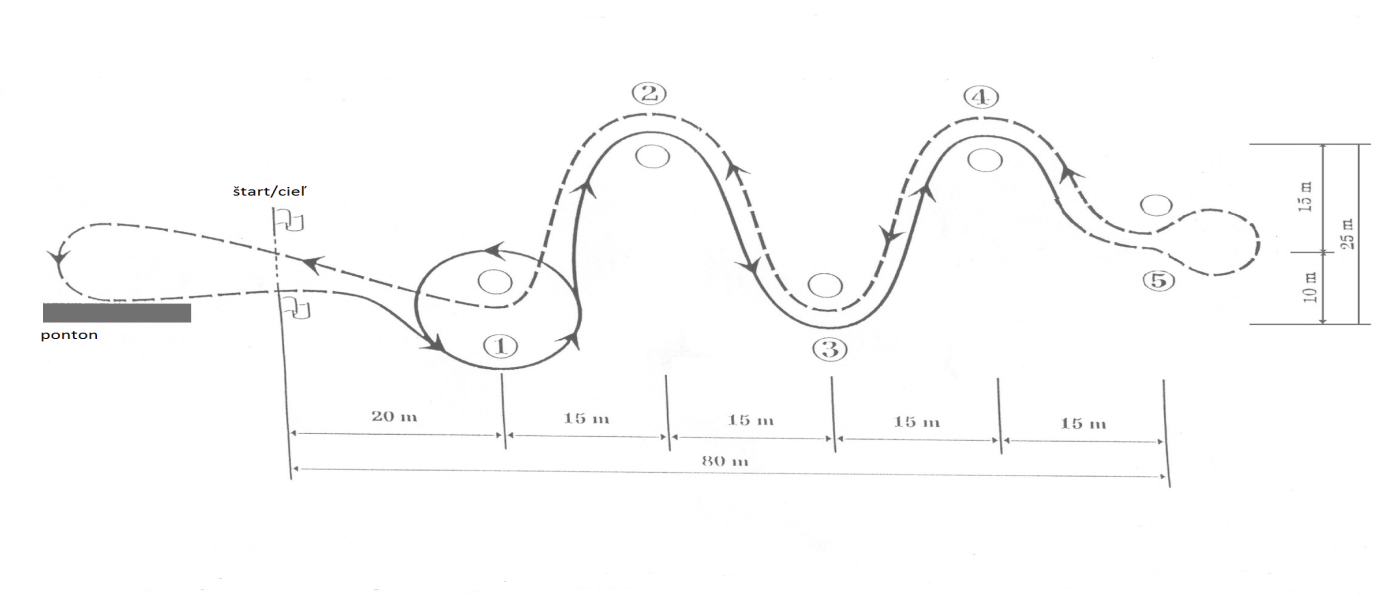 ②
④
štart/cieľ
15 m
25 m
10 m
⑤
ponton
①
③
20 m
15 m
15 m
15 m
15 m
80 m